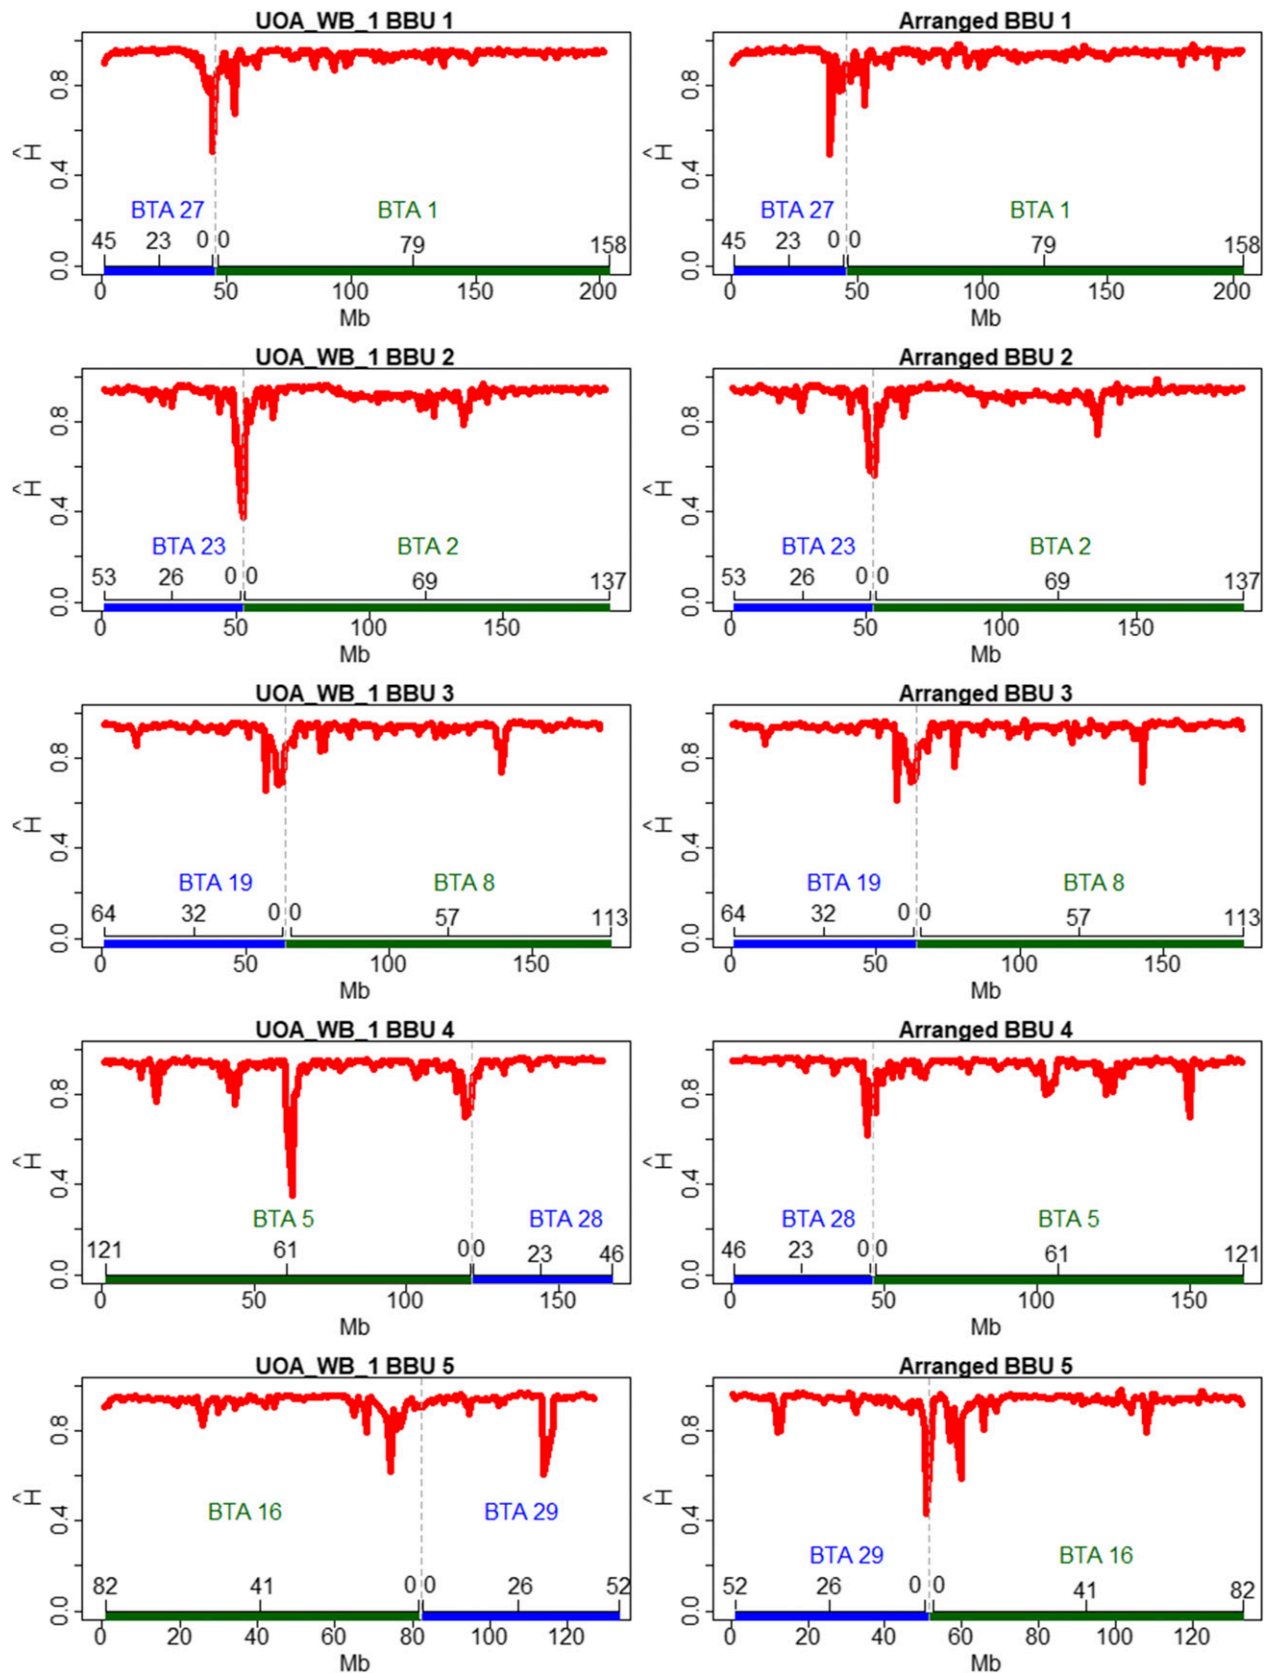 UOA_WB_1 BBU 1
0.8
0.4
0.0
<H
BTA 27
BTA 1
45 23 0 0 79 158
0 50 100 150 200
Mb
Arranged BBU 1
0.8
0.4
0.0
<H
BTA 27
BTA 1
45 23 0 0 79 158
0 50 100 150 200
Mb
UOA_WB_1 BBU 2
0.8
0.4
0.0
<H
BTA 23
BTA 2
53 26 0 0 69 137
0 50 100 150
Mb
Arranged BBU 2
0.8
0.4
0.0
<H
BTA 23
BTA 2
53 26 0 0 69 137
0 50 100 150
Mb
UOA_WB_1 BBU 3
0.8
0.4
0.0
<H
BTA 19
BTA 8
64 32 0 0 57 113
0 50 100 150
Mb
Arranged BBU 3
0.8
0.4
0.0
<H
BTA 19
BTA 8
64 32 0 0 57 113
0 50 100 150
Mb
UOA_WB_1 BBU 4
0.8
0.4
0.0
<H
BTA 5
BTA 28
121 61 0 0 23 46
0 50 100 150
Mb
Arranged BBU 4
0.8
0.4
0.0
<H
BTA 28
BTA 5
46 23 0 0 61 121
0 50 100 150
Mb
UOA_WB_1 BBU 5
0.8
0.4
0.0
<H
BTA 16
BTA 29
82 41 0 0 26 52
0 20 40 60 80 100 120
Mb
Arranged BBU 5
0.8
0.4
0.0
<H
BTA 29
BTA 16
52 26 0 0 41 82
0 20 40 60 80 100 120
Mb